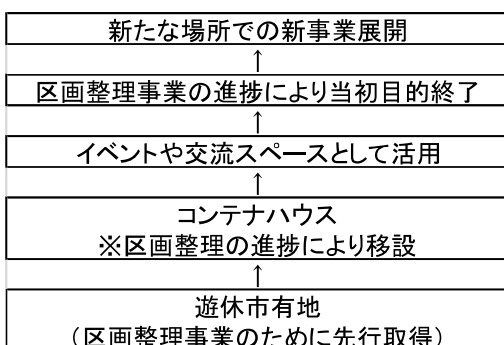 新たな場所での新事業展開
↑
区画整理事業の進捗により当初目的終了
↑
イベントや交流スペースとして活用
↑
コンテナハウス
※区画整理の進捗により移設
↑
遊休市有地
(区画整理事業のために先行取得)